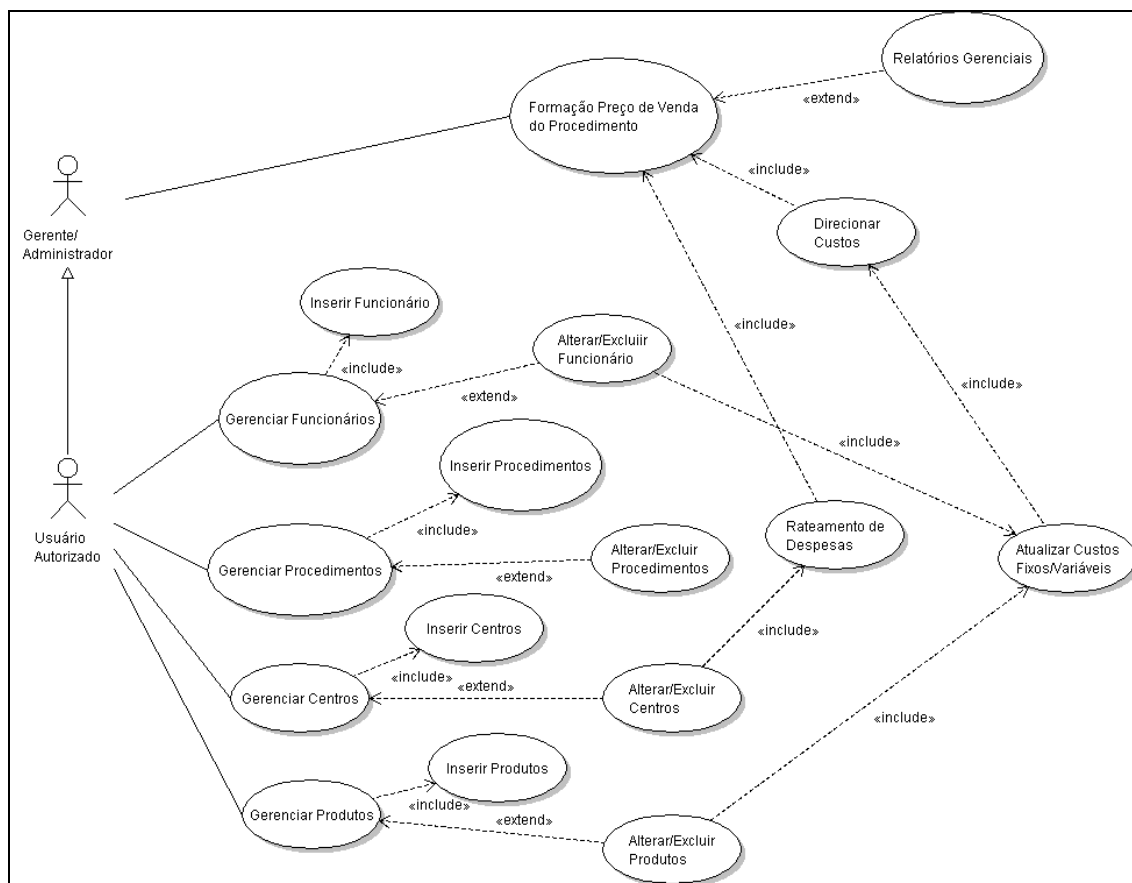 Relatórios Gerenciais
«extend»
Formação Preço de Venda
do Procedimento
«include»
Direcionar
Custos
Gerente/
Administrador
Inserir Funcionário
«include»
Alterar/Excluiir
Funcionário
«include»
«extend»
«include»
Gerenciar Funcionários
«include»
Inserir Procedimentos
«include»
Rateamento de
Despesas
Usuário
Autorizado
Atualizar Custos
Fixos/Variáveis
Gerenciar Procedimentos
«extend»
Alterar/Excluir
Procedimentos
Inserir Centros
«include»
«include»
«extend»
Gerenciar Centros
Alterar/Excluir
Centros
«include»
Inserir Produtos
«include»
Gerenciar Produtos
«extend»
Alterar/Excluir
Produtos